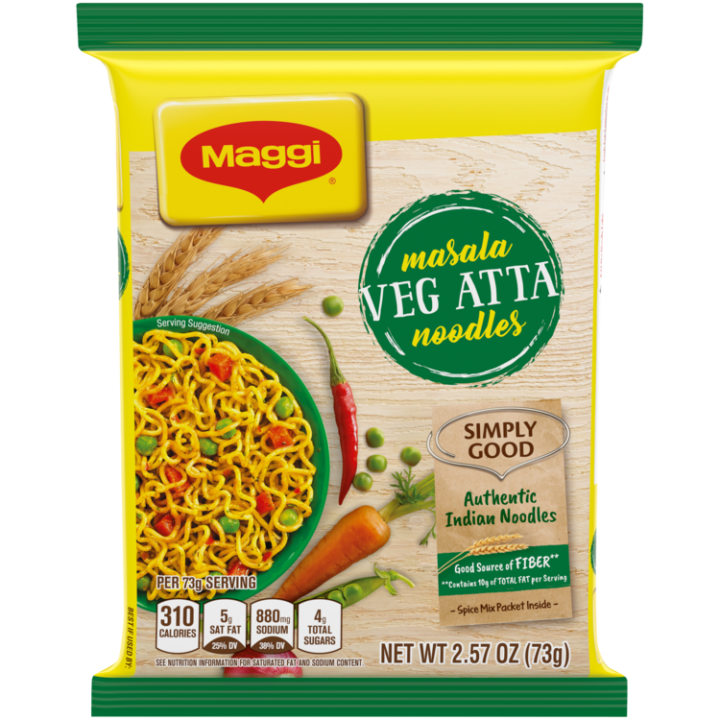 Maggi
®
masala
VEG ATTA
noodles
Serving Suggestion
SIMPLY
GOOD
Authentic
Indian Noodles
Good Source of FIBER**
**Contains 10g of TOTAL FAT per Serving
- Spice Mix Packet Inside -
PER 73g SERVING
310
CALORIES
5g
SAT FAT
25% DV
880mg
SODIUM
38% DV
4g
TOTAL
SUGARS
SEE NUTRITION INFORMATION FOR SATURATED FAT AND SODIUM CONTENT
NET WT 2.57 OZ (73g)
BEST IF USED BY: